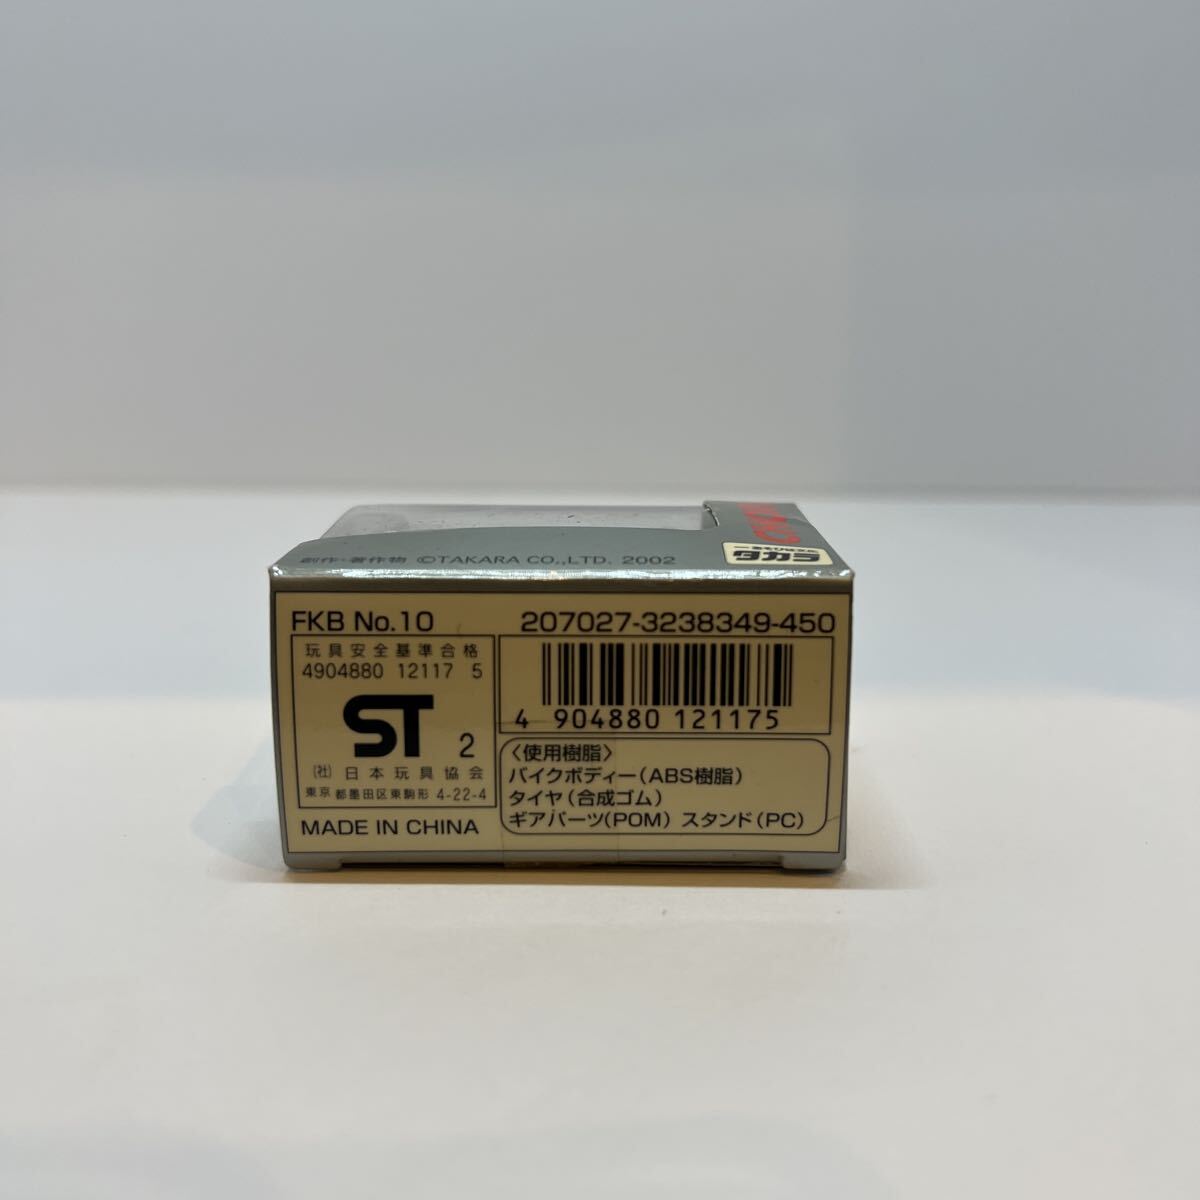 創作・著作物 ©TAKARA CO.,LTD. 2002
タカラ
FKB No.10
207027-3238349-450
玩具安全基準合格
4904880 12117 5
ST 2
(社) 日本玩具協会
東京都墨田区東駒形 4-22-4
MADE IN CHINA
4 904880 121175
〈使用樹脂〉
バイクボディー(ABS樹脂)
タイヤ(合成ゴム)
ギアパーツ(POM) スタンド(PC)